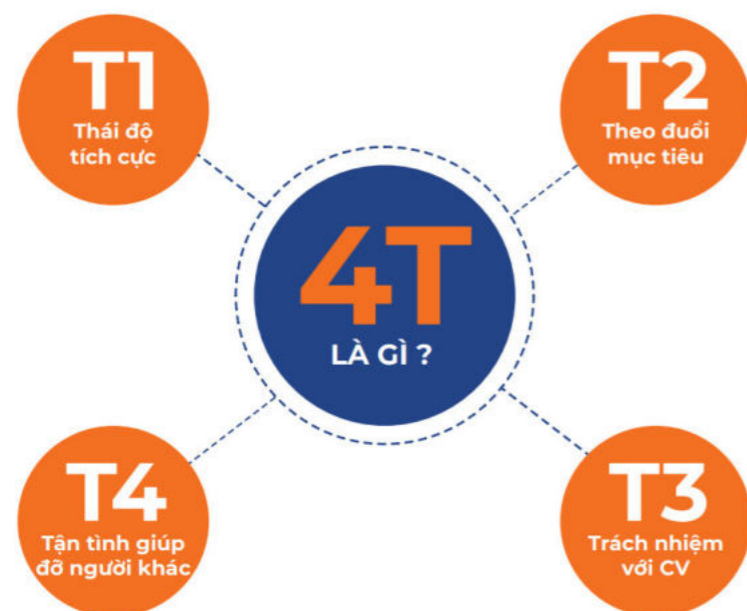 T1
Thái độ
tích cực
T2
Theo đuổi
mục tiêu
4T
LÀ GÌ ?
T4
Tận tình giúp
đỡ người khác
T3
Trách nhiệm
với CV